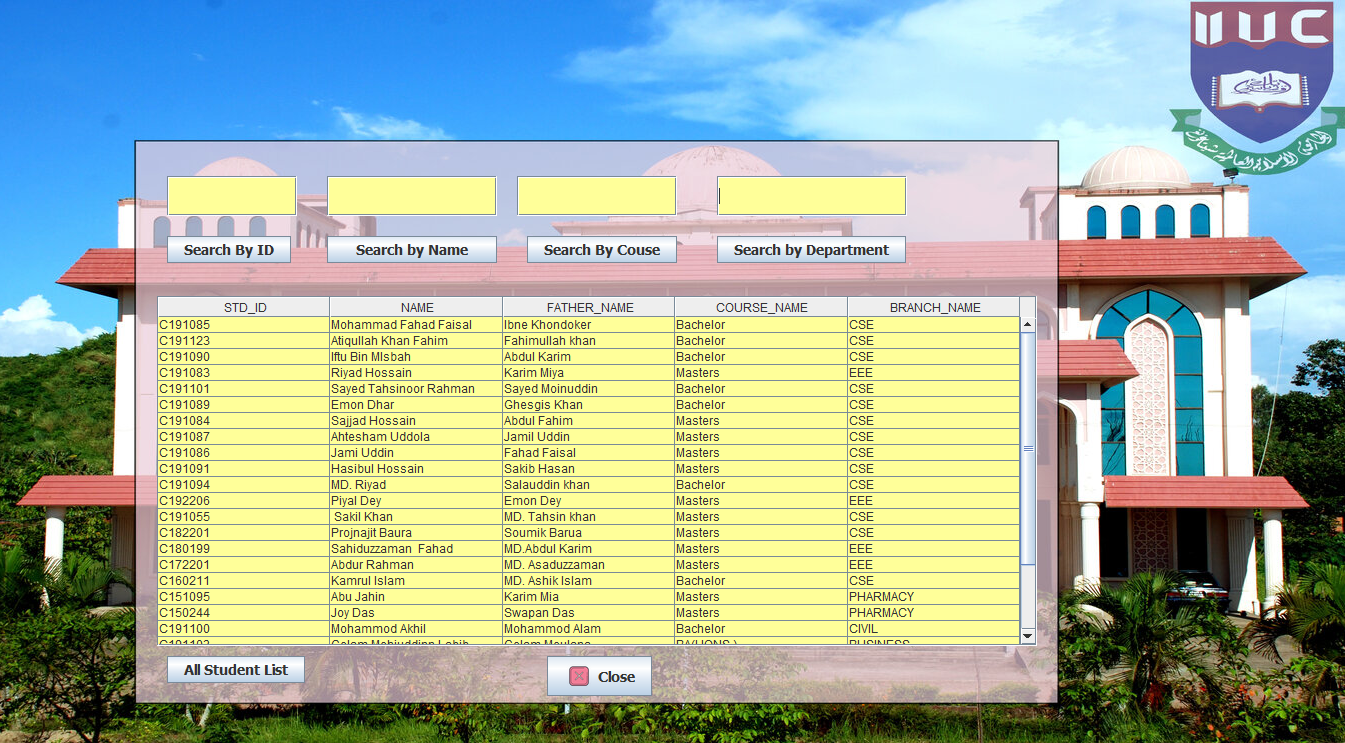 IIUC
Search By ID Search by Name Search By Couse Search by Department
STD_ID NAME FATHER_NAME COURSE_NAME BRANCH_NAME
C191085 Mohammad Fahad Faisal Ibne Khondoker Bachelor CSE
C191123 Atiqullah Khan Fahim Fahimullah khan Bachelor CSE
C191090 Iftu Bin MIsbah Abdul Karim Bachelor CSE
C191083 Riyad Hossain Karim Miya Masters EEE
C191101 Sayed Tahsinoor Rahman Sayed Moinuddin Bachelor CSE
C191089 Emon Dhar Ghesgis Khan Bachelor CSE
C191084 Sajjad Hossain Abdul Fahim Masters CSE
C191087 Ahtesham Uddola Jamil Uddin Masters CSE
C191086 Jami Uddin Fahad Faisal Masters CSE
C191091 Hasibul Hossain Sakib Hasan Masters CSE
C191094 MD. Riyad Salauddin khan Bachelor CSE
C192206 Piyal Dey Emon Dey Masters EEE
C191055 Sakil Khan MD. Tahsin khan Masters CSE
C182201 Projnajit Baura Soumik Barua Masters CSE
C180199 Sahiduzzaman Fahad MD.Abdul Karim Masters EEE
C172201 Abdur Rahman MD. Asaduzzaman Masters EEE
C160211 Kamrul Islam MD. Ashik Islam Bachelor CSE
C151095 Abu Jahin Karim Mia Masters PHARMACY
C150244 Joy Das Swapan Das Masters PHARMACY
C191100 Mohammod Akhil Mohammod Alam Bachelor CIVIL
All Student List Close